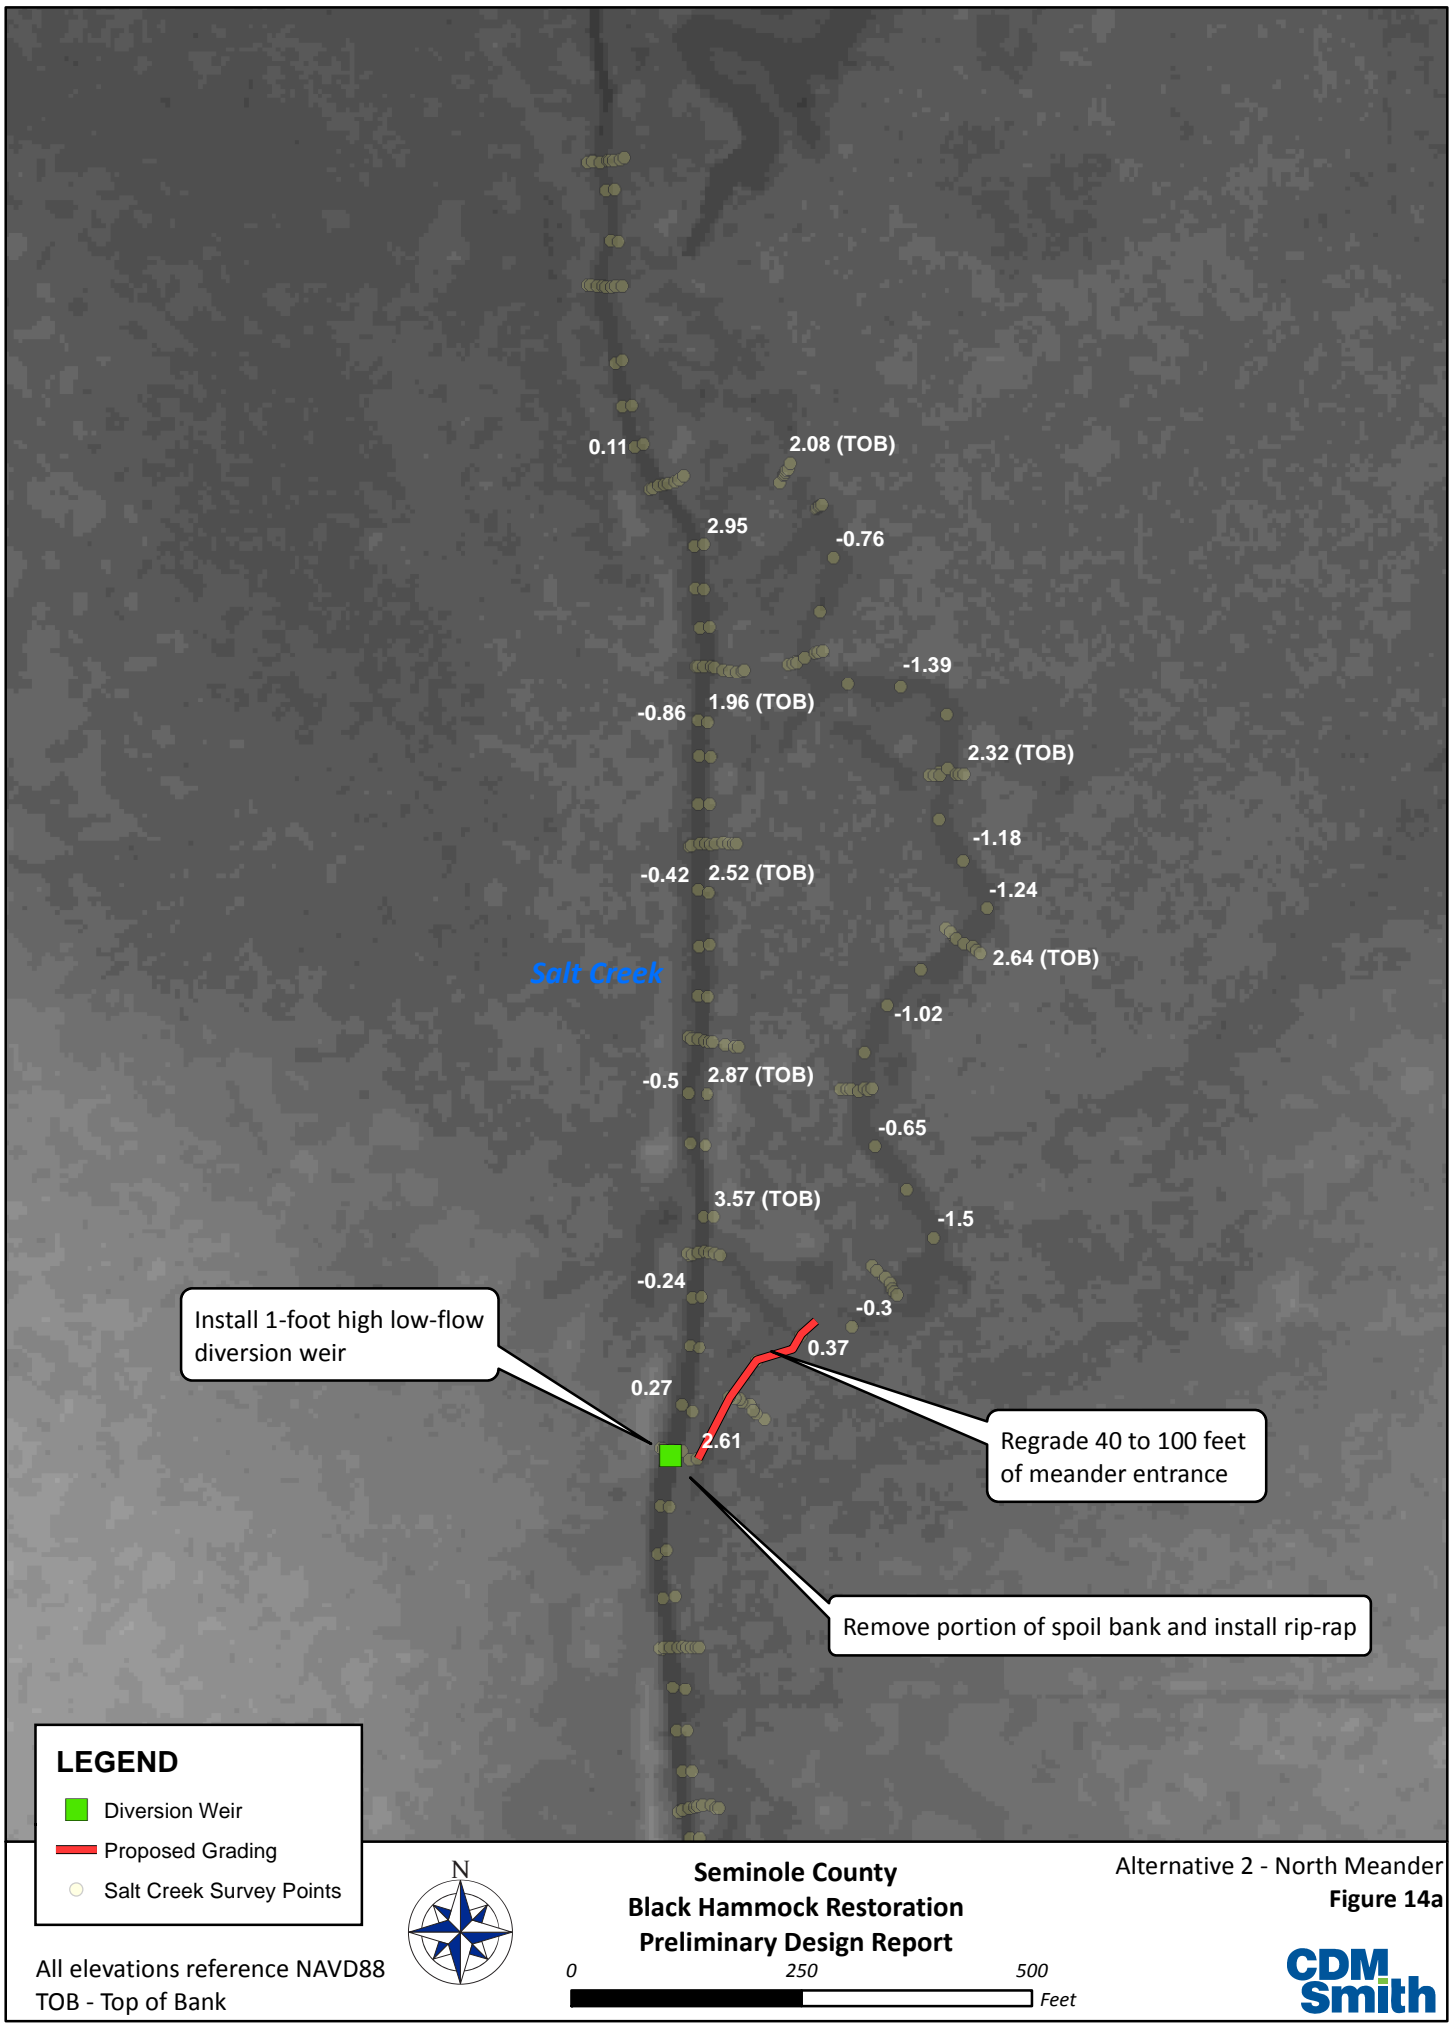 0.11
2.08 (TOB)
2.95
-0.76
-1.39
-0.86
1.96 (TOB)
2.32 (TOB)
-1.18
-0.42
2.52 (TOB)
-1.24
2.64 (TOB)
Salt Creek
-1.02
-0.5
2.87 (TOB)
-0.65
3.57 (TOB)
-1.5
-0.24
-0.3
Install 1-foot high low-flow
diversion weir
0.37
0.27
2.61
Regrade 40 to 100 feet
of meander entrance
Remove portion of spoil bank and install rip-rap
LEGEND
Diversion Weir
Proposed Grading
Salt Creek Survey Points
All elevations reference NAVD88
TOB - Top of Bank
N
Seminole County
Black Hammock Restoration
Preliminary Design Report
0 250 500
Feet
Alternative 2 - North Meander
Figure 14a
CDM
Smith